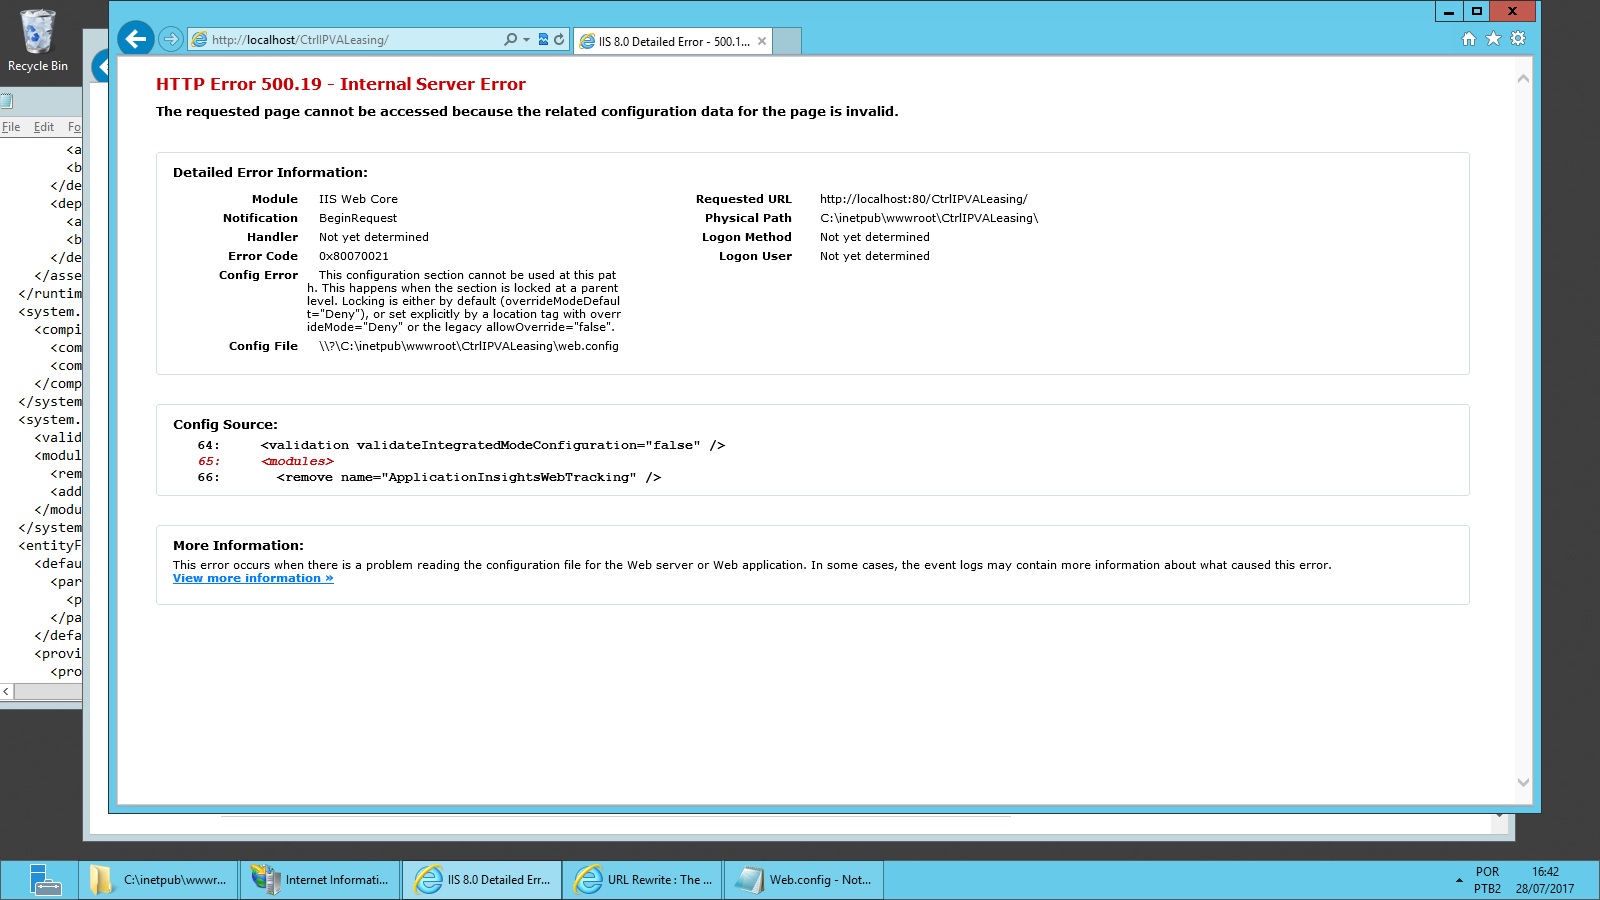 Recycle Bin
http://localhost/CtrlIPVALeasing/
IIS 8.0 Detailed Error - 500.1...
HTTP Error 500.19 - Internal Server Error
The requested page cannot be accessed because the related configuration data for the page is invalid.
Detailed Error Information:
Module IIS Web Core
Notification BeginRequest
Handler Not yet determined
Error Code 0x80070021
Config Error This configuration section cannot be used at this pat
h. This happens when the section is locked at a parent
level. Locking is either by default (overrideModeDefaul
t="Deny"), or set explicitly by a location tag with overr
ideMode="Deny" or the legacy allowOverride="false".
Config File \\?\C:\inetpub\wwwroot\CtrlIPVALeasing\web.config
Requested URL http://localhost:80/CtrlIPVALeasing/
Physical Path C:\inetpub\wwwroot\CtrlIPVALeasing\
Logon Method Not yet determined
Logon User Not yet determined
Config Source:
64: <validation validateIntegratedModeConfiguration="false" />
65: <modules>
66: <remove name="ApplicationInsightsWebTracking" />
More Information:
This error occurs when there is a problem reading the configuration file for the Web server or Web application. In some cases, the event logs may contain more information about what caused this error.
View more information »
File Edit Fo
<a
<b
</de
<dep
<a
<b
</de
</asse
</runtim
<system.
<compi
<com
<com
</comp
</system
<system.
<valid
<modul
<rem
<add
</modu
</system
<entityF
<defau
<par
<p
</pa
</defa
<provi
<pro
C:\inetpub\wwwr...
Internet Informati...
IIS 8.0 Detailed Err...
URL Rewrite : The ...
Web.config - Not...
POR
PTB2
16:42
28/07/2017